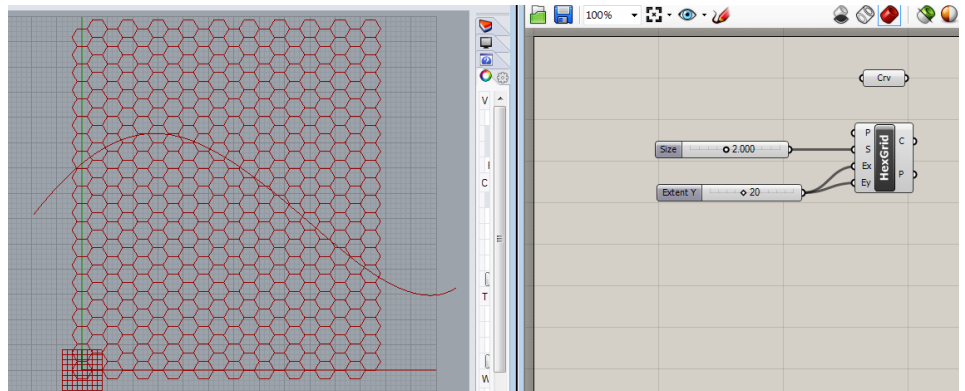 100%
V
I
C
T
W
Crv
Size 2.000
Extent Y 20
P
S
Ex
Ey
HexGrid
C
P